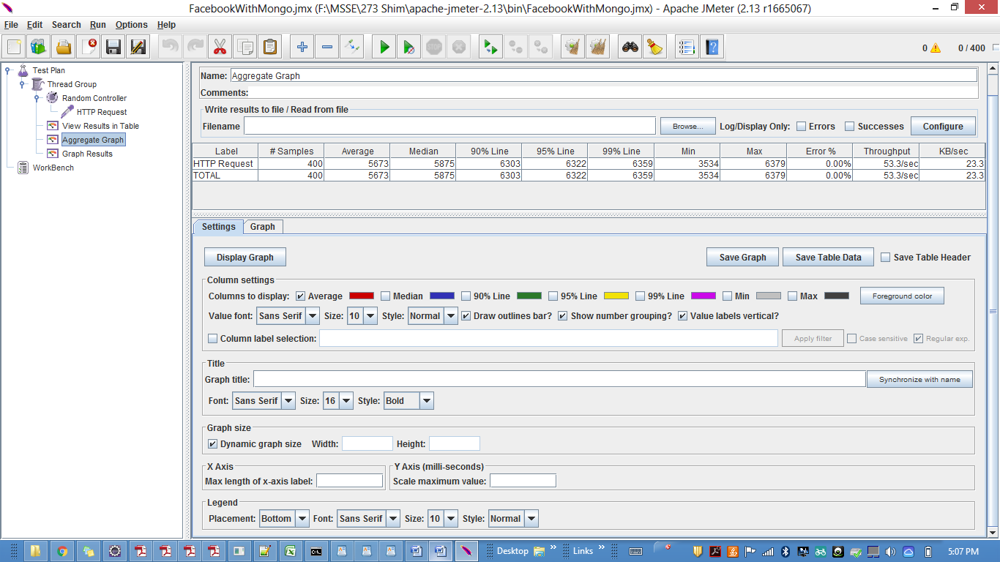 FacebookWithMongo.jmx (F:\MSSE\273 Shim\apache-jmeter-2.13\bin\FacebookWithMongo.jmx) - Apache JMeter (2.13 r1665067)
File Edit Search Run Options Help
0 0 / 400
Test Plan
Thread Group
Random Controller
HTTP Request
View Results in Table
Aggregate Graph
Graph Results
WorkBench
Name: Aggregate Graph
Comments:
Write results to file / Read from file
Filename Browse... Log/Display Only: Errors Successes Configure
Label # Samples Average Median 90% Line 95% Line 99% Line Min Max Error % Throughput KB/sec
HTTP Request 400 5673 5875 6303 6322 6359 3534 6379 0.00% 53.3/sec 23.3
TOTAL 400 5673 5875 6303 6322 6359 3534 6379 0.00% 53.3/sec 23.3
Settings Graph
Display Graph Save Graph Save Table Data Save Table Header
Column settings
Columns to display: Average Median 90% Line 95% Line 99% Line Min Max Foreground color
Value font: Sans Serif Size: 10 Style: Normal Draw outlines bar? Show number grouping? Value labels vertical?
Column label selection: Apply filter Case sensitive Regular exp.
Title
Graph title: Synchronize with name
Font: Sans Serif Size: 16 Style: Bold
Graph size
Dynamic graph size Width: Height:
X Axis Y Axis (milli-seconds)
Max length of x-axis label: Scale maximum value:
Legend
Placement: Bottom Font: Sans Serif Size: 10 Style: Normal
Desktop » Links » 5:07 PM